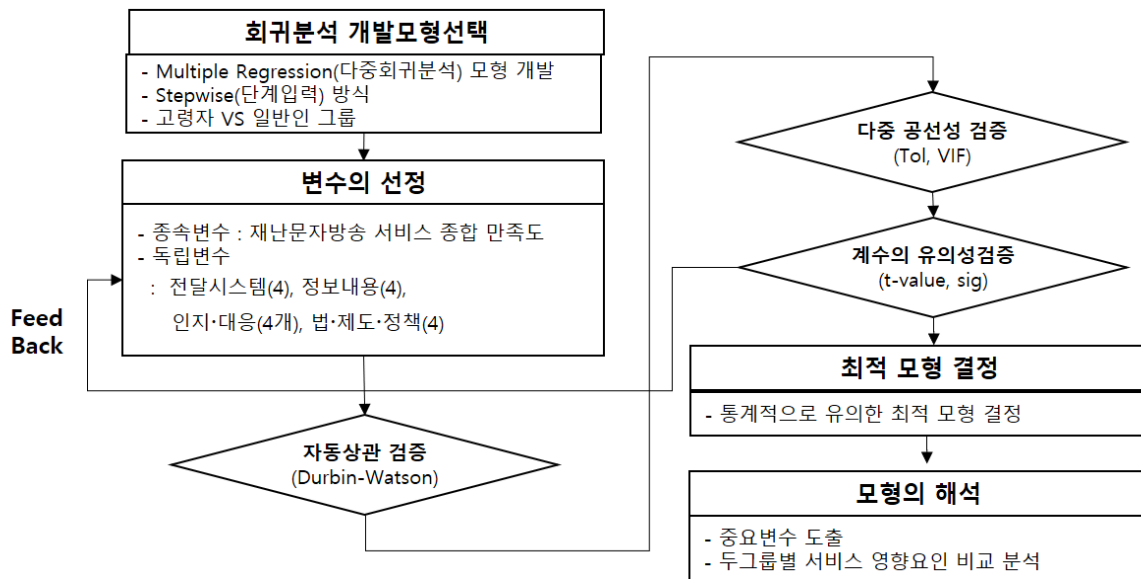 회귀분석 개발모형선택
- Multiple Regression(다중회귀분석) 모형 개발
- Stepwise(단계입력) 방식
- 고령자 VS 일반인 그룹
변수의 선정
- 종속변수 : 재난문자방송 서비스 종합 만족도
- 독립변수
: 전달시스템(4), 정보내용(4),
인지·대응(4개), 법·제도·정책(4)
Feed
Back
자동상관 검증
(Durbin-Watson)
다중 공선성 검증
(Tol, VIF)
계수의 유의성검증
(t-value, sig)
최적 모형 결정
- 통계적으로 유의한 최적 모형 결정
모형의 해석
- 중요변수 도출
- 두그룹별 서비스 영향요인 비교 분석